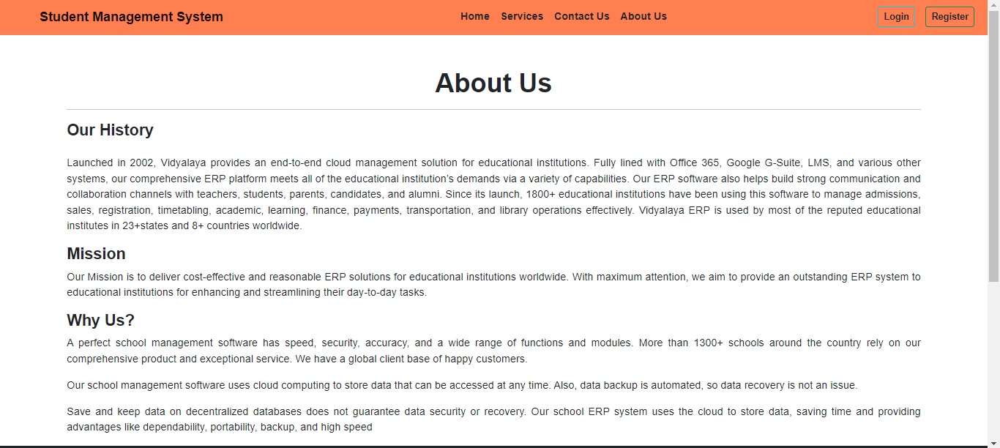 Student Management System
Home Services Contact Us About Us
Login Register
About Us
Our History
Launched in 2002, Vidyalaya provides an end-to-end cloud management solution for educational institutions. Fully lined with Office 365, Google G-Suite, LMS, and various other
systems, our comprehensive ERP platform meets all of the educational institution’s demands via a variety of capabilities. Our ERP software also helps build strong communication and
collaboration channels with teachers, students, parents, candidates, and alumni. Since its launch, 1800+ educational institutions have been using this software to manage admissions,
sales, registration, timetabling, academic, learning, finance, payments, transportation, and library operations effectively. Vidyalaya ERP is used by most of the reputed educational
institutes in 23+states and 8+ countries worldwide.
Mission
Our Mission is to deliver cost-effective and reasonable ERP solutions for educational institutions worldwide. With maximum attention, we aim to provide an outstanding ERP system to
educational institutions for enhancing and streamlining their day-to-day tasks.
Why Us?
A perfect school management software has speed, security, accuracy, and a wide range of functions and modules. More than 1300+ schools around the country rely on our
comprehensive product and exceptional service. We have a global client base of happy customers.
Our school management software uses cloud computing to store data that can be accessed at any time. Also, data backup is automated, so data recovery is not an issue.
Save and keep data on decentralized databases does not guarantee data security or recovery. Our school ERP system uses the cloud to store data, saving time and providing
advantages like dependability, portability, backup, and high speed